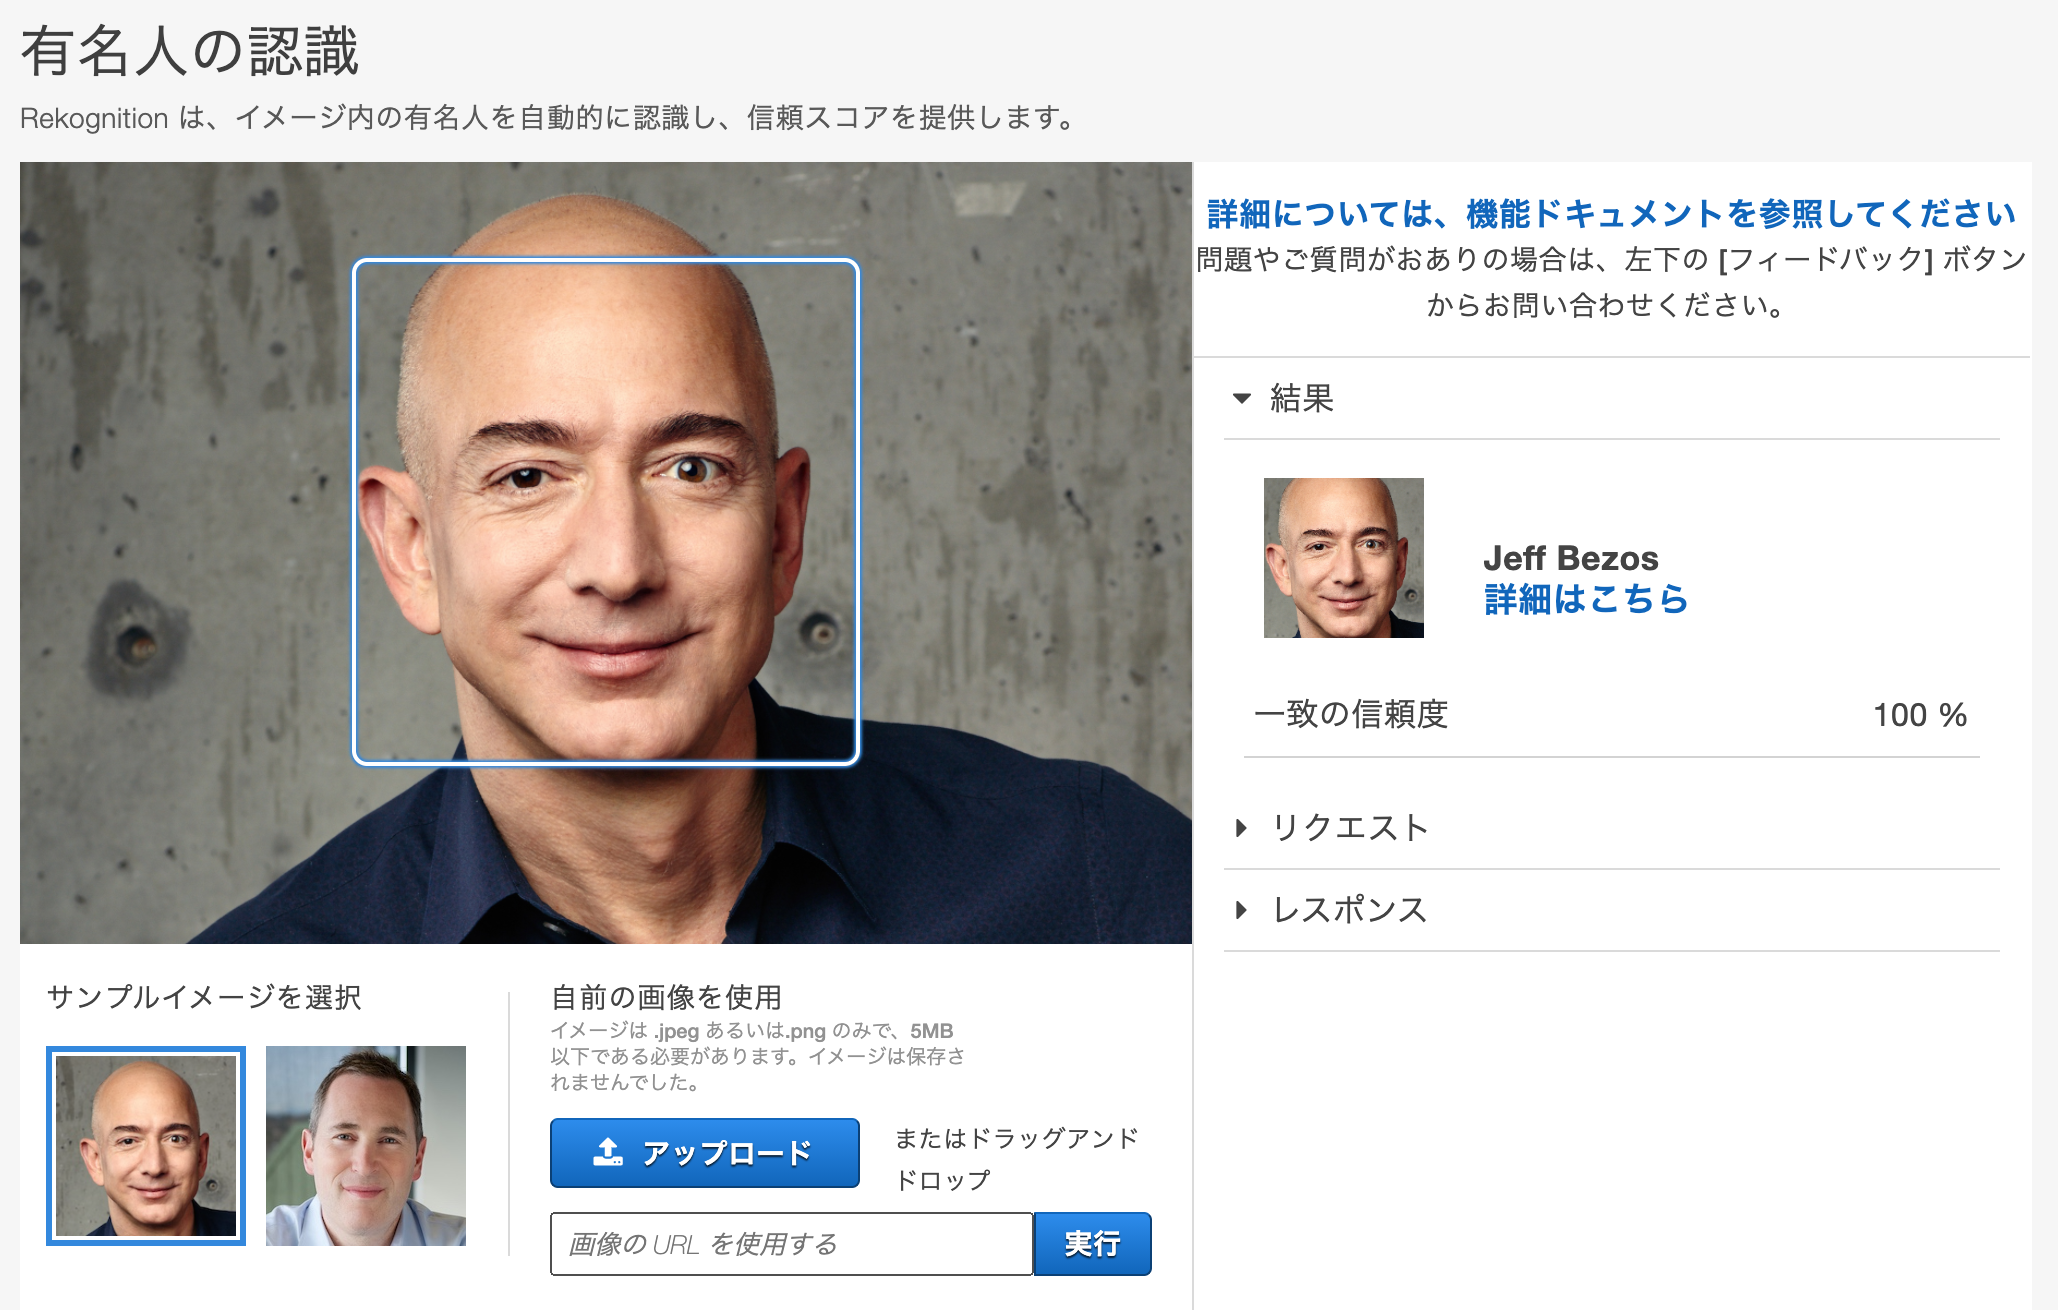 有名人の認識
Rekognition は、イメージ内の有名人を自動的に認識し、信頼スコアを提供します。
詳細については、機能ドキュメントを参照してください
問題やご質問がおありの場合は、左下の [フィードバック] ボタン
からお問い合わせください。
結果
Jeff Bezos
詳細はこちら
一致の信頼度 100 %
リクエスト
レスポンス
サンプルイメージを選択
自前の画像を使用
イメージは .jpeg あるいは.png のみで、5MB
以下である必要があります。イメージは保存さ
れませんでした。
アップロード
またはドラッグアンド
ドロップ
画像の URL を使用する
実行